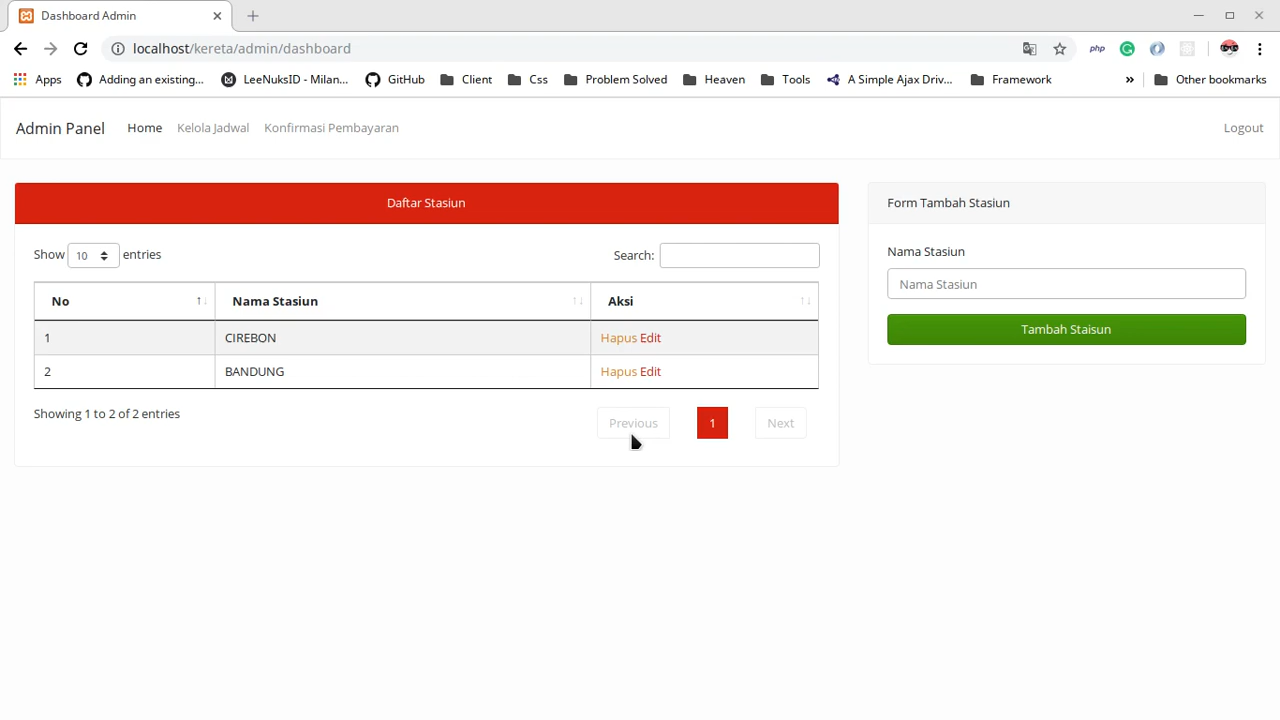 Dashboard Admin
localhost/kereta/admin/dashboard
php
Apps Adding an existing... LeeNuksID - Milan... GitHub Client Css Problem Solved Heaven Tools A Simple Ajax Driv... Framework » Other bookmarks
Admin Panel Home Kelola Jadwal Konfirmasi Pembayaran Logout
Daftar Stasiun
Show 10 entries Search:
No Nama Stasiun Aksi
1 CIREBON Hapus Edit
2 BANDUNG Hapus Edit
Showing 1 to 2 of 2 entries
Previous 1 Next
Form Tambah Stasiun
Nama Stasiun
Nama Stasiun
Tambah Staisun